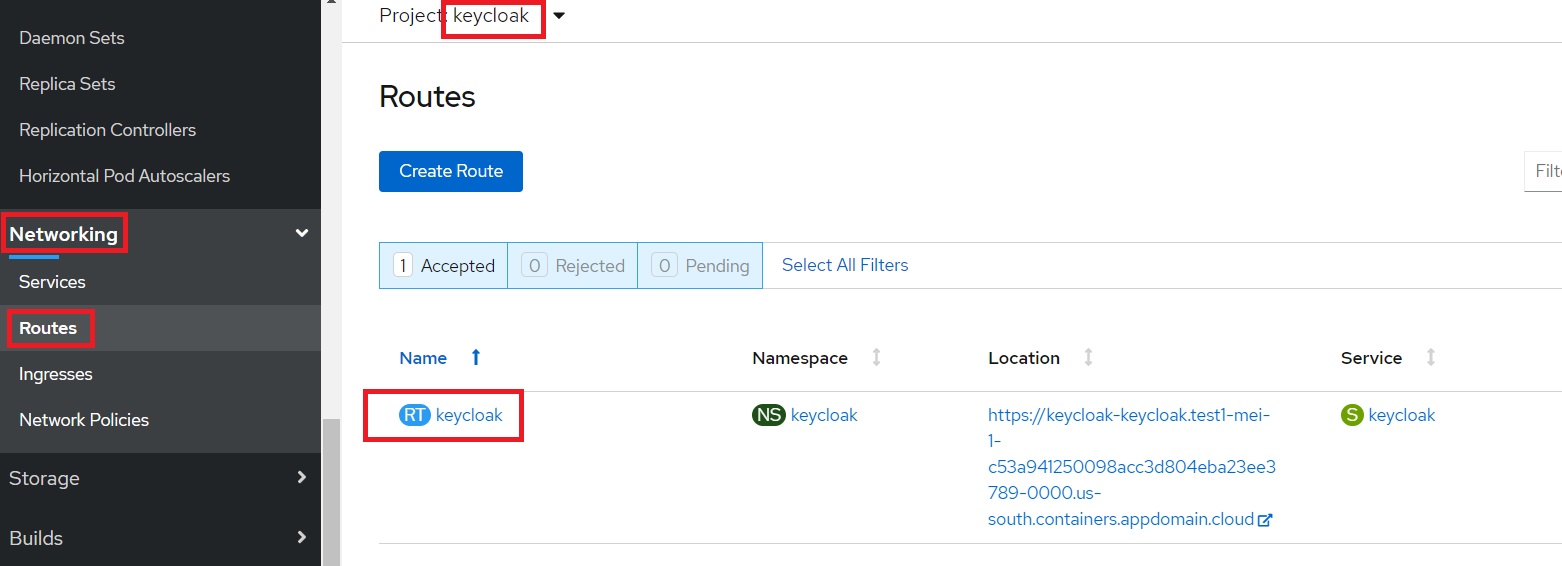 Daemon Sets
Replica Sets
Replication Controllers
Horizontal Pod Autoscalers
Networking
Services
Routes
Ingresses
Network Policies
Storage
Builds
Project: keycloak
Routes
Create Route
1 Accepted 0 Rejected 0 Pending Select All Filters
Name Namespace Location Service
RT keycloak
NS keycloak
https://keycloak-keycloak.test1-mei-
1-
c53a941250098acc3d804eba23ee3
789-0000.us-
south.containers.appdomain.cloud
S keycloak